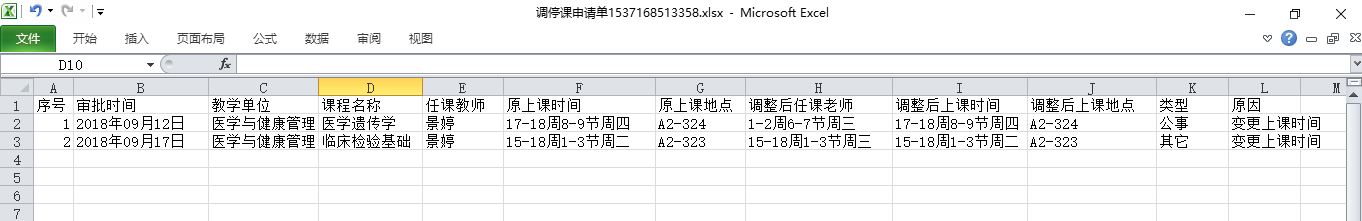 调停课申请单1537168513358.xlsx - Microsoft Excel
文件 开始 插入 页面布局 公式 数据 审阅 视图
D10 fx
A B C D E F G H I J K L M
1 序号 审批时间 教学单位 课程名称 任课教师 原上课时间 原上课地点 调整后任课老师 调整后上课时间 调整后上课地点 类型 原因
2 1 2018年09月12日 医学与健康管理 医学遗传学 景婷 17-18周8-9节周四 A2-324 1-2周6-7节周三 17-18周8-9节周四 A2-324 公事 变更上课时间
3 2 2018年09月17日 医学与健康管理 临床检验基础 景婷 15-18周1-3节周二 A2-323 15-18周1-3节周三 15-18周1-3节周二 A2-323 其它 变更上课时间
4
5
6
7